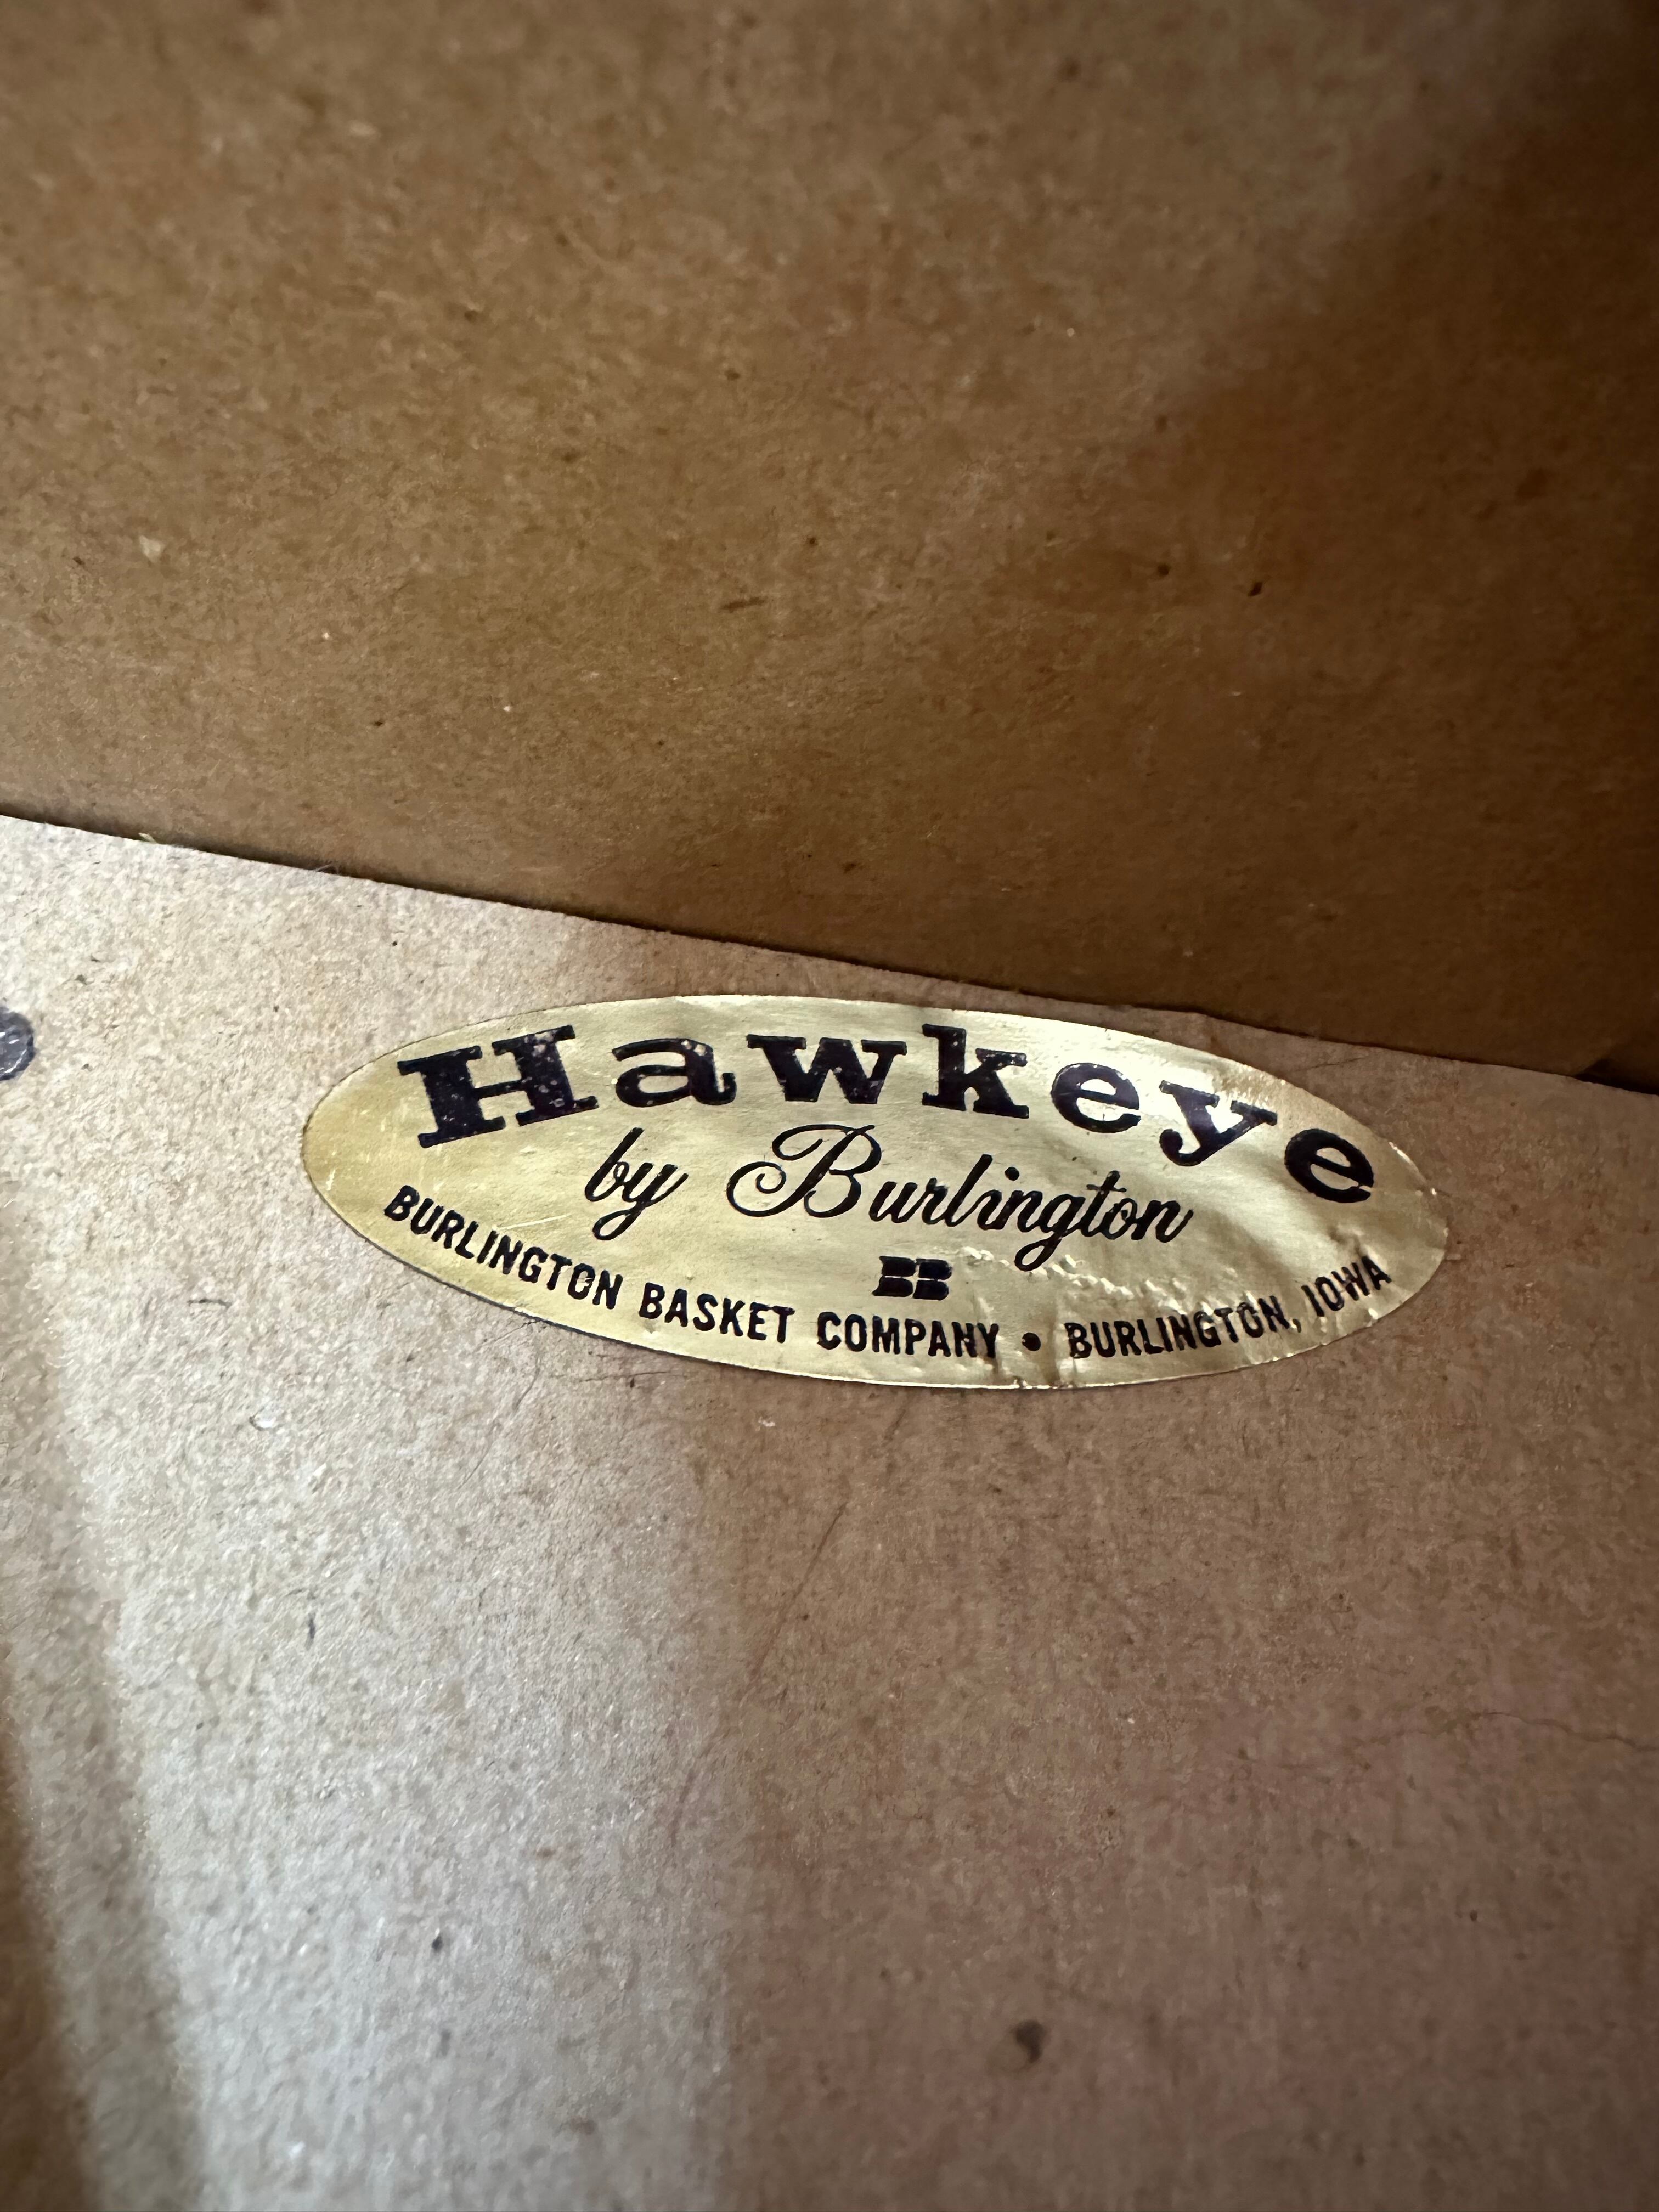 Hawkeye
by Burlington
BB
BURLINGTON BASKET COMPANY • BURLINGTON, IOWA